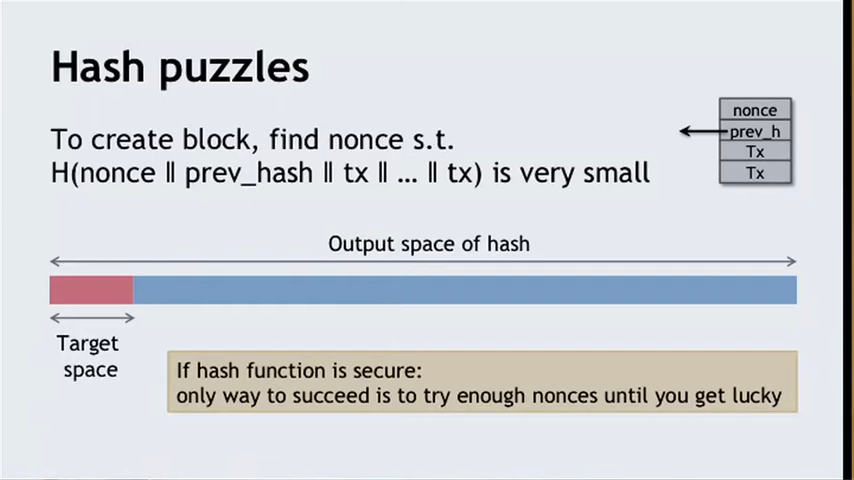 Hash puzzles
To create block, find nonce s.t.
H(nonce ‖ prev_hash ‖ tx ‖ … ‖ tx) is very small
nonce
prev_h
Tx
Tx
Output space of hash
Target
space
If hash function is secure:
only way to succeed is to try enough nonces until you get lucky